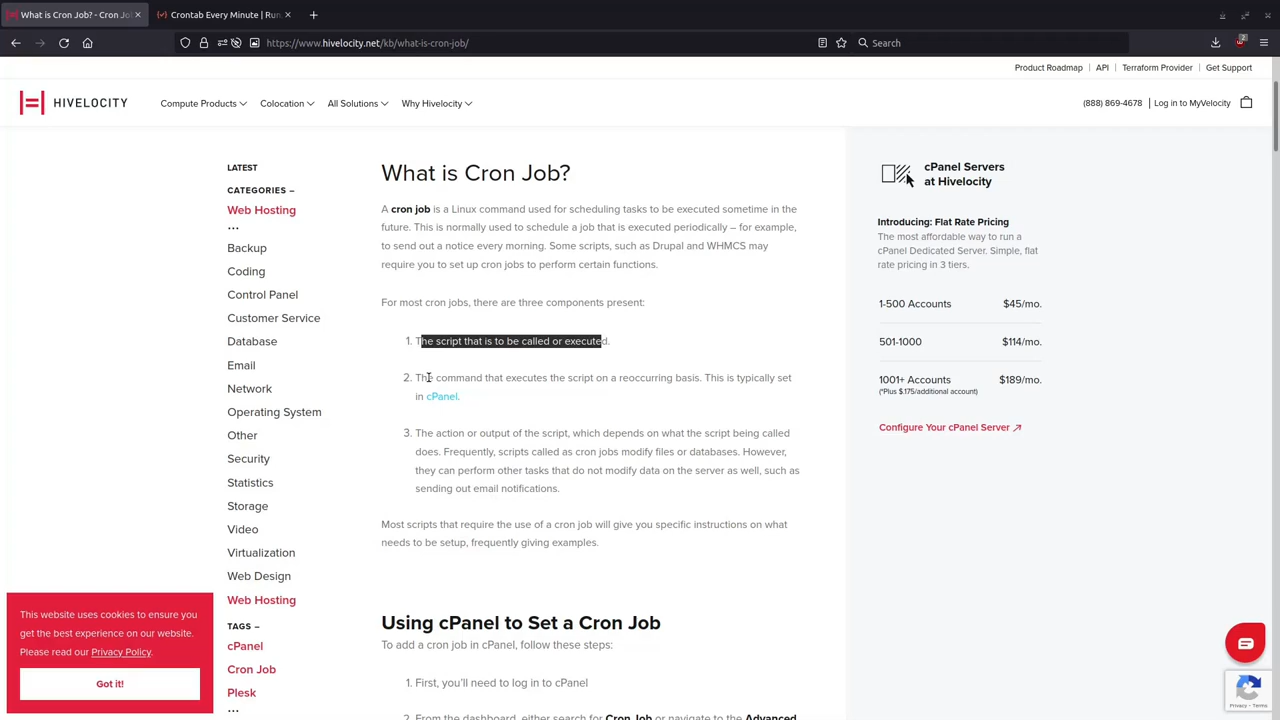 What is Cron Job? - Cron Jo
Crontab Every Minute | Run
https://www.hivelocity.net/kb/what-is-cron-job/
Search
2
Product Roadmap | API | Terraform Provider | Get Support
HIVELOCITY
Compute Products
Colocation
All Solutions
Why Hivelocity
(888) 869-4678 | Log in to MyVelocity
LATEST
CATEGORIES –
Web Hosting
...
Backup
Coding
Control Panel
Customer Service
Database
Email
Network
Operating System
Other
Security
Statistics
Storage
Video
Virtualization
Web Design
Web Hosting
TAGS –
cPanel
Cron Job
Plesk
...
What is Cron Job?
A cron job is a Linux command used for scheduling tasks to be executed sometime in the
future. This is normally used to schedule a job that is executed periodically – for example,
to send out a notice every morning. Some scripts, such as Drupal and WHMCS may
require you to set up cron jobs to perform certain functions.
For most cron jobs, there are three components present:
1. The script that is to be called or executed.
2. The command that executes the script on a reoccurring basis. This is typically set
in cPanel.
3. The action or output of the script, which depends on what the script being called
does. Frequently, scripts called as cron jobs modify files or databases. However,
they can perform other tasks that do not modify data on the server as well, such as
sending out email notifications.
Most scripts that require the use of a cron job will give you specific instructions on what
needs to be setup, frequently giving examples.
Using cPanel to Set a Cron Job
To add a cron job in cPanel, follow these steps:
1. First, you’ll need to log in to cPanel
2. From the dashboard, either search for Cron Job or navigate to the Advanced
cPanel Servers
at Hivelocity
Introducing: Flat Rate Pricing
The most affordable way to run a
cPanel Dedicated Server. Simple, flat
rate pricing in 3 tiers.
1-500 Accounts $45/mo.
501-1000 $114/mo.
1001+ Accounts $189/mo.
(*Plus $.175/additional account)
Configure Your cPanel Server
This website uses cookies to ensure you
get the best experience on our website.
Please read our Privacy Policy.
Got it!
Privacy - Terms